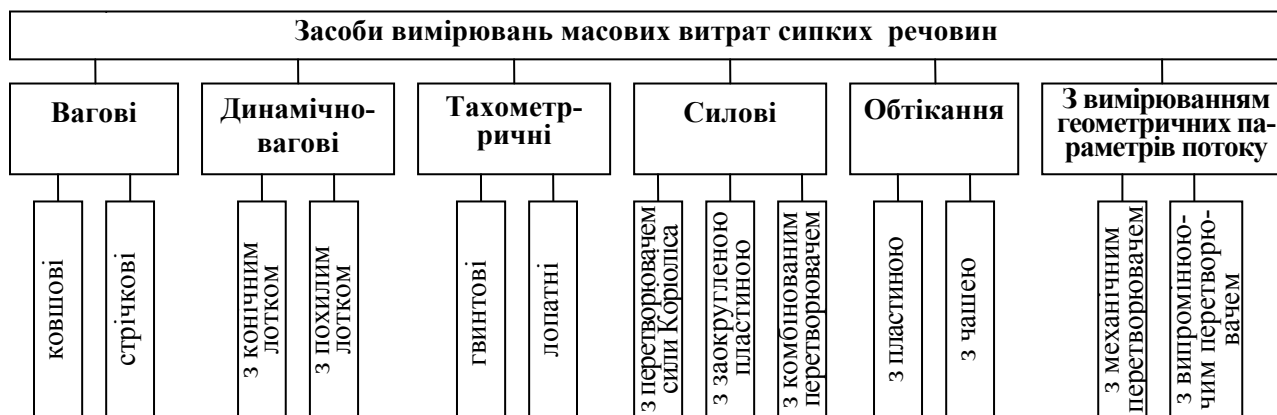 Засоби вимірювань масових витрат сипких речовин
Вагові
Динамічно-
вагові
Тахомет­р-
ричні
Силові
Обтікання
З вимірюванням
геометричних па-
раметрів потоку
ковшові
стрічкові
з конічним
лотком
з похилим
лотком
гвинтові
лопатні
з перетворювачем
сили Коріоліса
з заокругленою
пластиною
з комбінованим
перетворювачем
з пластиною
з чашею
з механічним
перетворювачем
з випромінюю-
чим перетворю-
вачем